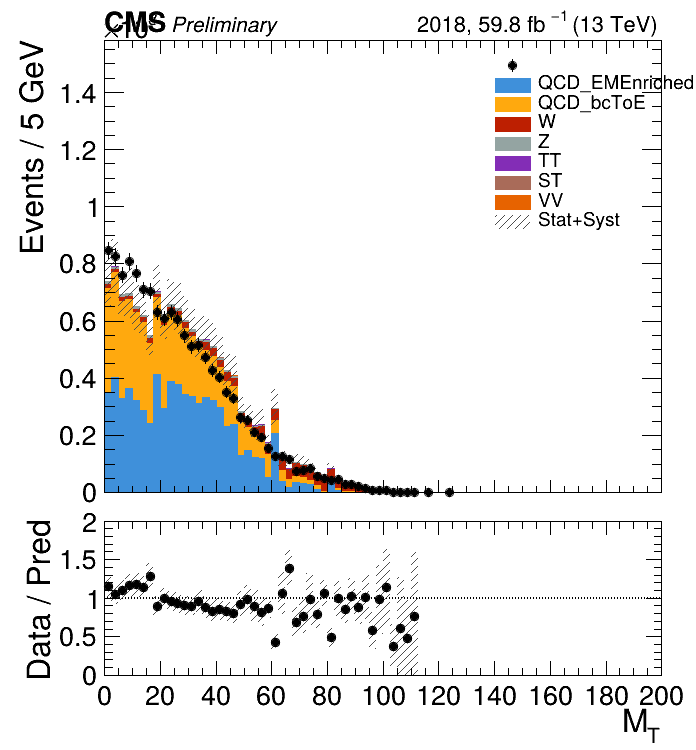 CMS Preliminary 2018, 59.8 fb⁻¹ (13 TeV)
Events / 5 GeV
QCD_EMEnriched
QCD_bcToE
W
Z
TT
ST
VV
Stat+Syst
1.4
1.2
1
0.8
0.6
0.4
0.2
0
Data / Pred
2
1.5
1
0.5
0
0 20 40 60 80 100 120 140 160 180 200
M_T